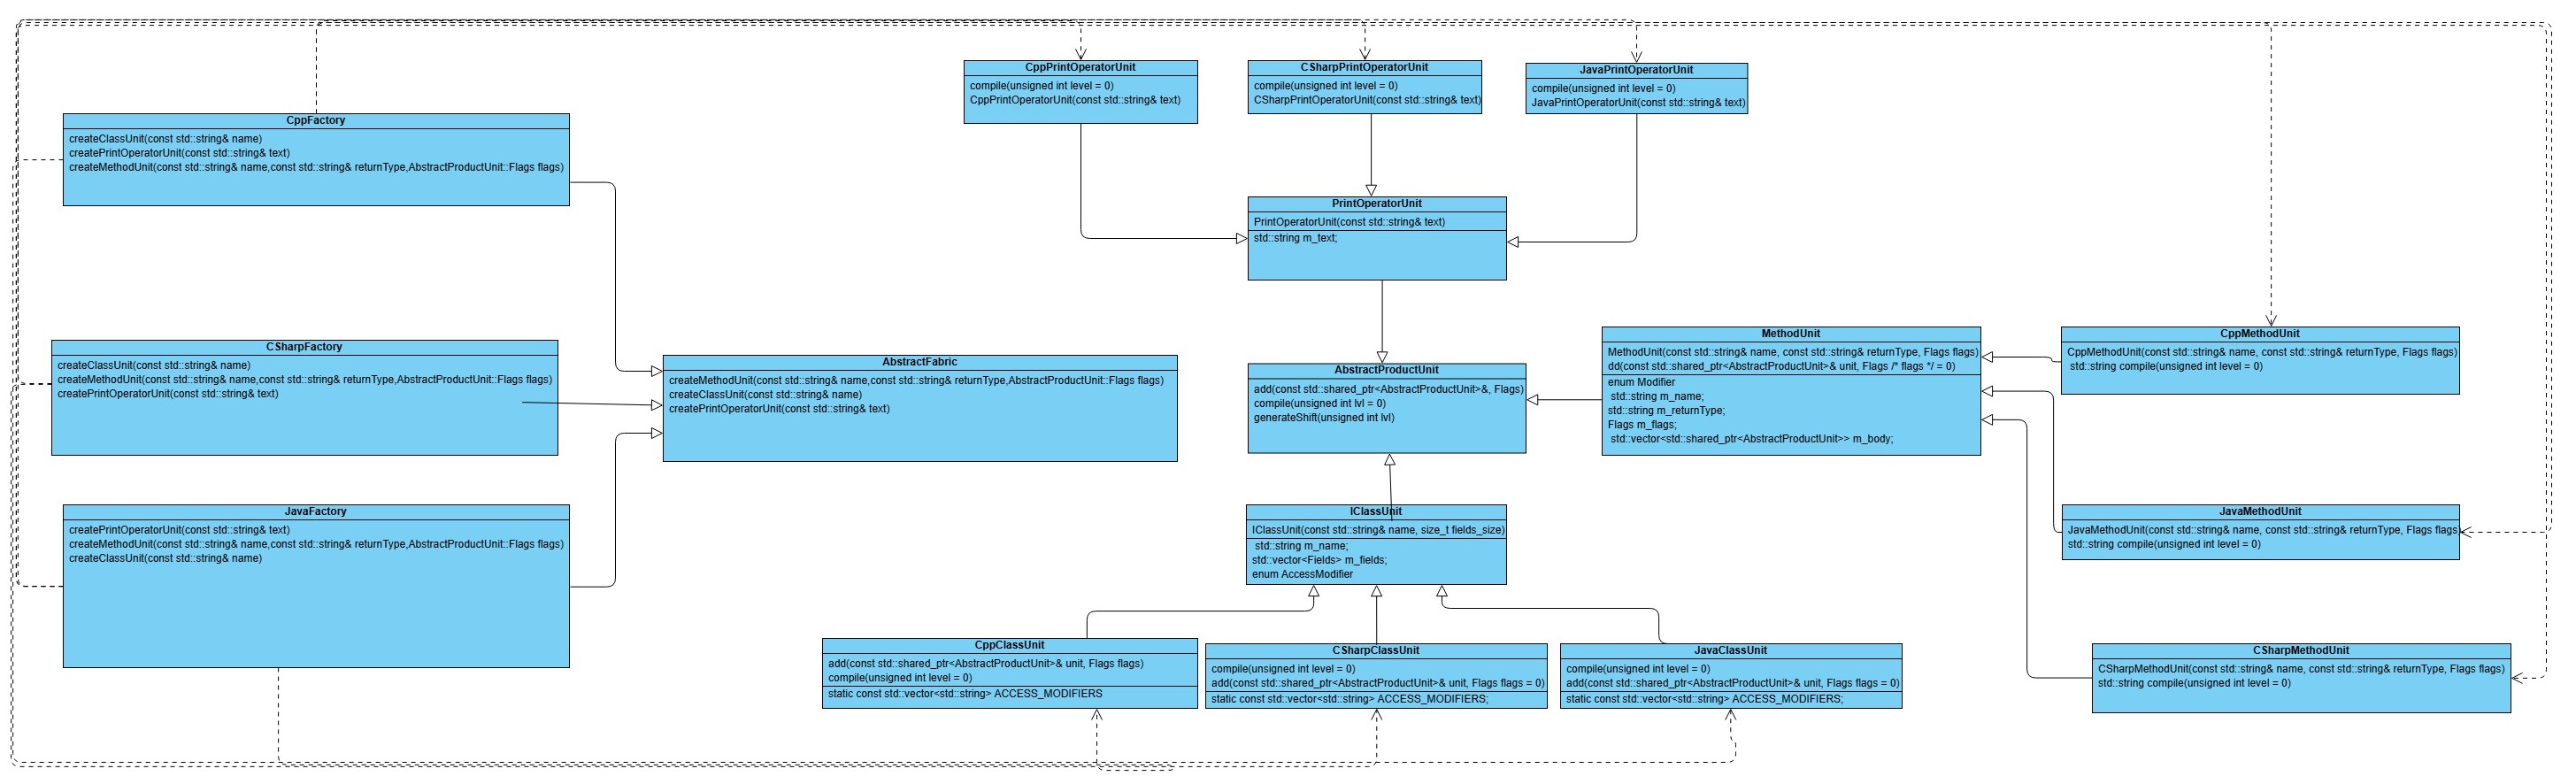 CppPrintOperatorUnit
compile(unsigned int level = 0)
CppPrintOperatorUnit(const std::string& text)
CSharpPrintOperatorUnit
compile(unsigned int level = 0)
CSharpPrintOperatorUnit(const std::string& text)
JavaPrintOperatorUnit
compile(unsigned int level = 0)
JavaPrintOperatorUnit(const std::string& text)
CppFactory
createClassUnit(const std::string& name)
createPrintOperatorUnit(const std::string& text)
createMethodUnit(const std::string& name,const std::string& returnType,AbstractProductUnit::Flags flags)
PrintOperatorUnit
PrintOperatorUnit(const std::string& text)
std::string m_text;
CSharpFactory
createClassUnit(const std::string& name)
createMethodUnit(const std::string& name,const std::string& returnType,AbstractProductUnit::Flags flags)
createPrintOperatorUnit(const std::string& text)
AbstractFabric
createMethodUnit(const std::string& name,const std::string& returnType,AbstractProductUnit::Flags flags)
createClassUnit(const std::string& name)
createPrintOperatorUnit(const std::string& text)
AbstractProductUnit
add(const std::shared_ptr<AbstractProductUnit>&, Flags)
compile(unsigned int lvl = 0)
generateShift(unsigned int lvl)
MethodUnit
MethodUnit(const std::string& name, const std::string& returnType, Flags flags)
dd(const std::shared_ptr<AbstractProductUnit>& unit, Flags /* flags */ = 0)
enum Modifier
std::string m_name;
std::string m_returnType;
Flags m_flags;
std::vector<std::shared_ptr<AbstractProductUnit>> m_body;
CppMethodUnit
CppMethodUnit(const std::string& name, const std::string& returnType, Flags flags)
std::string compile(unsigned int level = 0)
JavaFactory
createPrintOperatorUnit(const std::string& text)
createMethodUnit(const std::string& name,const std::string& returnType,AbstractProductUnit::Flags flags)
createClassUnit(const std::string& name)
IClassUnit
IClassUnit(const std::string& name, size_t fields_size)
std::string m_name;
std::vector<Fields> m_fields;
enum AccessModifier
JavaMethodUnit
JavaMethodUnit(const std::string& name, const std::string& returnType, Flags flags)
std::string compile(unsigned int level = 0)
CppClassUnit
add(const std::shared_ptr<AbstractProductUnit>& unit, Flags flags)
compile(unsigned int level = 0)
static const std::vector<std::string> ACCESS_MODIFIERS
CSharpClassUnit
compile(unsigned int level = 0)
add(const std::shared_ptr<AbstractProductUnit>& unit, Flags flags = 0)
static const std::vector<std::string> ACCESS_MODIFIERS;
JavaClassUnit
compile(unsigned int level = 0)
add(const std::shared_ptr<AbstractProductUnit>& unit, Flags flags = 0)
static const std::vector<std::string> ACCESS_MODIFIERS;
CSharpMethodUnit
CSharpMethodUnit(const std::string& name, const std::string& returnType, Flags flags)
std::string compile(unsigned int level = 0)